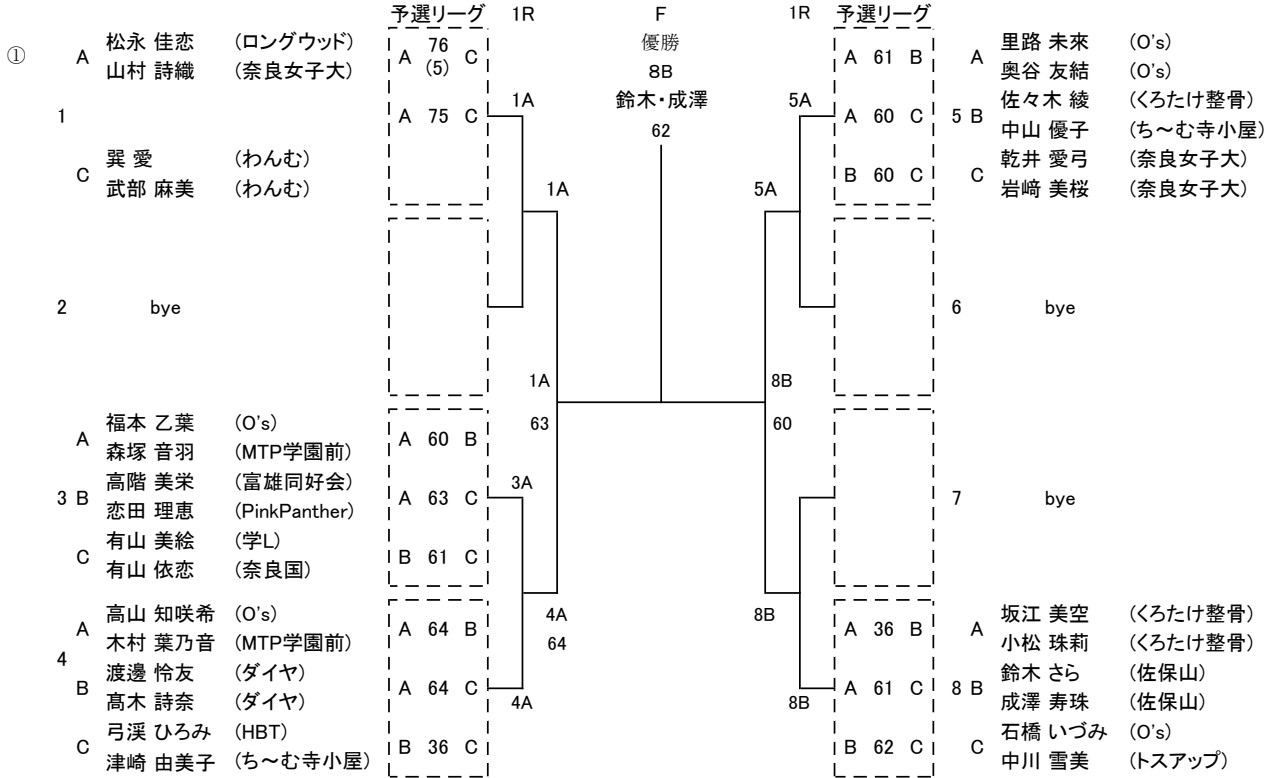 予選リーグ 1R F 1R 予選リーグ
① A 松永 佳恋 (ロングウッド) A 76 (5) C
山村 詩織 (奈良女子大)
1 A 75 C 1A
C 巽 愛 (わんむ)
武部 麻美 (わんむ)
1A
2 bye
1A
63
A 福本 乙葉 (O's) A 60 B
森塚 音羽 (MTP学園前)
3 B 高階 美栄 (富雄同好会) A 63 C 3A
恋田 理恵 (PinkPanther)
C 有山 美絵 (学L) B 61 C
有山 依恋 (奈良国)
4A
64
4 A 高山 知咲希 (O's) A 64 B
木村 葉乃音 (MTP学園前)
B 渡邊 怜友 (ダイヤ) A 64 C 4A
髙木 詩奈 (ダイヤ)
C 弓渓 ひろみ (HBT) B 36 C
津崎 由美子 (ち～む寺小屋)
優勝
8B
鈴木・成澤
62
A 61 B A 里路 未來 (O's)
奥谷 友結 (O's)
5A A 60 C 5 B 佐々木 綾 (くろたけ整骨)
中山 優子 (ち～む寺小屋)
B 60 C C 乾井 愛弓 (奈良女子大)
岩﨑 美桜 (奈良女子大)
5A
6 bye
8B
60
7 bye
8B
A 36 B A 坂江 美空 (くろたけ整骨)
小松 珠莉 (くろたけ整骨)
8B A 61 C 8 B 鈴木 さら (佐保山)
成澤 寿珠 (佐保山)
B 62 C C 石橋 いづみ (O's)
中川 雪美 (トスアップ)